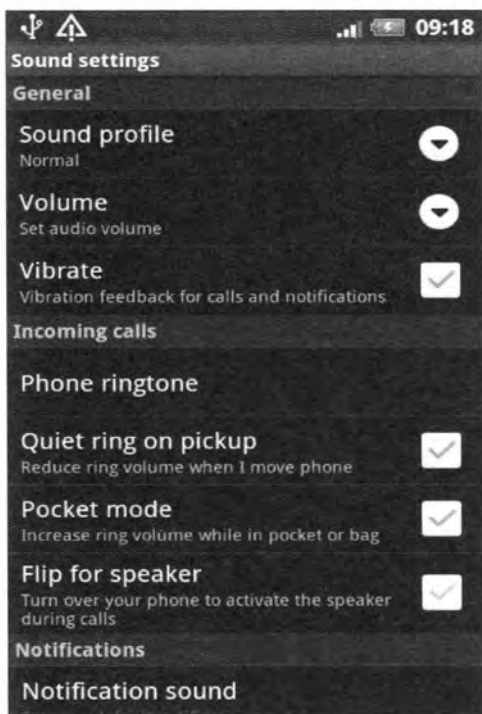 09:18
Sound settings
General
Sound profile
Normal
Volume
Set audio volume
Vibrate
Vibration feedback for calls and notifications
Incoming calls
Phone ringtone
Quiet ring on pickup
Reduce ring volume when I move phone
Pocket mode
Increase ring volume while in pocket or bag
Flip for speaker
Turn over your phone to activate the speaker
during calls
Notifications
Notification sound